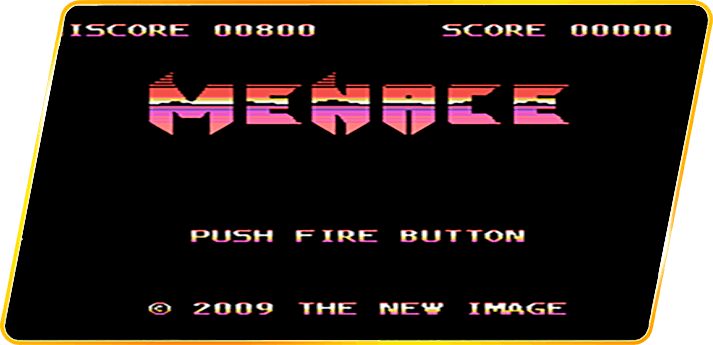 ISCORE 00800 SCORE 00000
MENACE
PUSH FIRE BUTTON
© 2009 THE NEW IMAGE